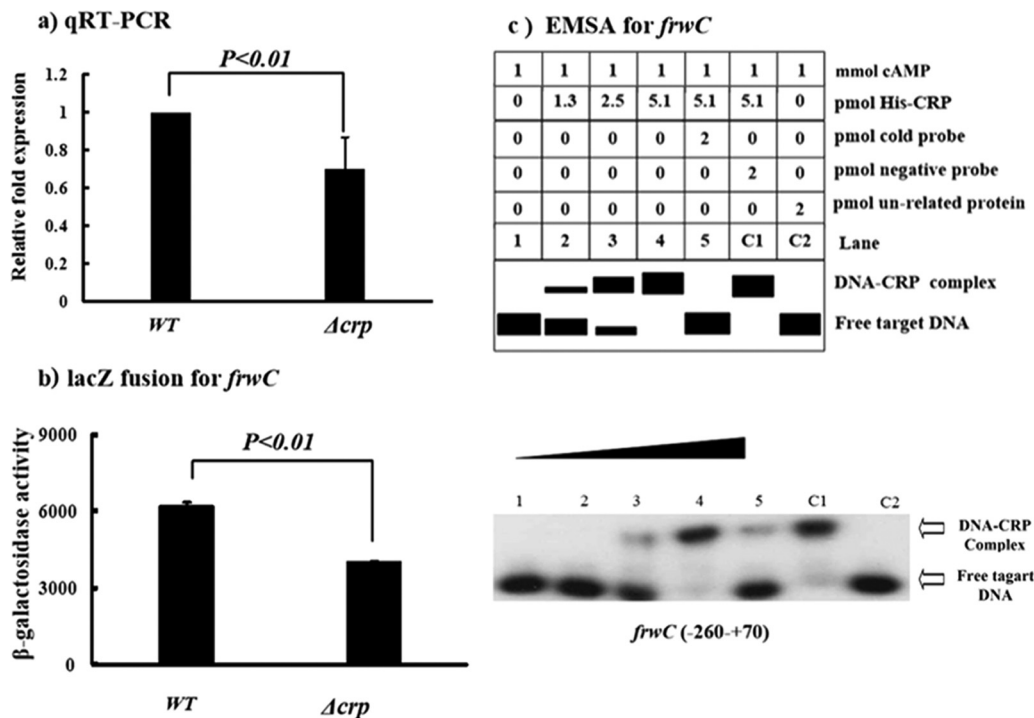 a) qRT-PCR
P<0.01
1.2
1
0.8
0.6
0.4
0.2
0
Relative fold expression
WT Δcrp
b) lacZ fusion for frwC
P<0.01
9000
6000
3000
0
β-galactosidase activity
WT Δcrp
c ) EMSA for frwC
1 1 1 1 1 1 1 mmol cAMP
0 1.3 2.5 5.1 5.1 5.1 0 pmol His-CRP
0 0 0 0 2 0 0 pmol cold probe
0 0 0 0 0 2 0 pmol negative probe
0 0 0 0 0 0 2 pmol un-related protein
1 2 3 4 5 C1 C2 Lane
DNA-CRP complex
Free target DNA
1 2 3 4 5 C1 C2
DNA-CRP
Complex
Free tagart
DNA
frwC (-260-+70)